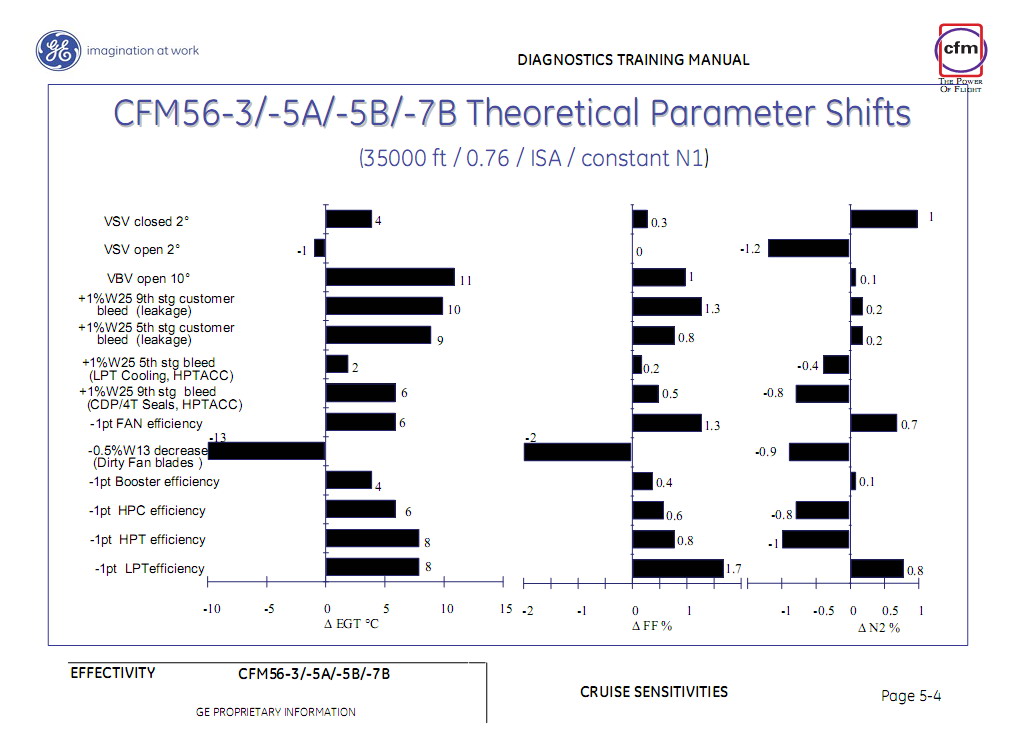 GE imagination at work
DIAGNOSTICS TRAINING MANUAL
cfm
THE POWER
OF FLIGHT
CFM56-3/-5A/-5B/-7B Theoretical Parameter Shifts
(35000 ft / 0.76 / ISA / constant N1)
VSV closed 2° 4 0.3 1
VSV open 2° -1 0 -1.2
VBV open 10° 11 1 0.1
+1%W25 9th stg customer
bleed (leakage) 10 1.3 0.2
+1%W25 5th stg customer
bleed (leakage) 9 0.8 0.2
+1%W25 5th stg bleed
(LPT Cooling, HPTACC) 2 0.2 -0.4
+1%W25 9th stg bleed
(CDP/4T Seals, HPTACC) 6 0.5 -0.8
-1pt FAN efficiency 6 1.3 0.7
-0.5%W13 decrease
(Dirty Fan blades ) -13 -2 -0.9
-1pt Booster efficiency 4 0.4 0.1
-1pt HPC efficiency 6 0.6 -0.8
-1pt HPT efficiency 8 0.8 -1
-1pt LPTefficiency 8 1.7 0.8
-10 -5 0 5 10 15 -2 -1 0 1 -1 -0.5 0 0.5 1
Δ EGT °C Δ FF % Δ N2 %
EFFECTIVITY CFM56-3/-5A/-5B/-7B
CRUISE SENSITIVITIES Page 5-4
GE PROPRIETARY INFORMATION